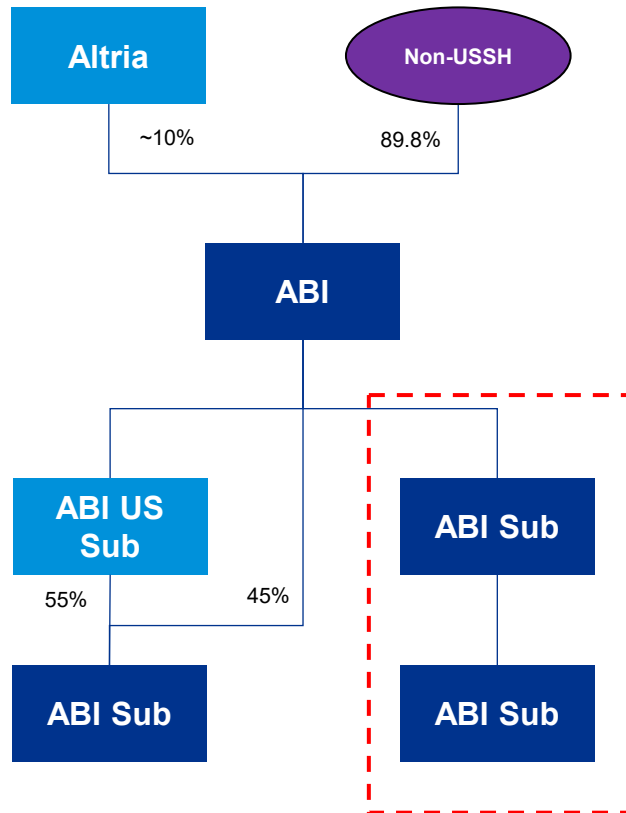 Altria
Non-USSH
~10%
89.8%
ABI
ABI US
Sub
ABI Sub
55%
45%
ABI Sub
ABI Sub